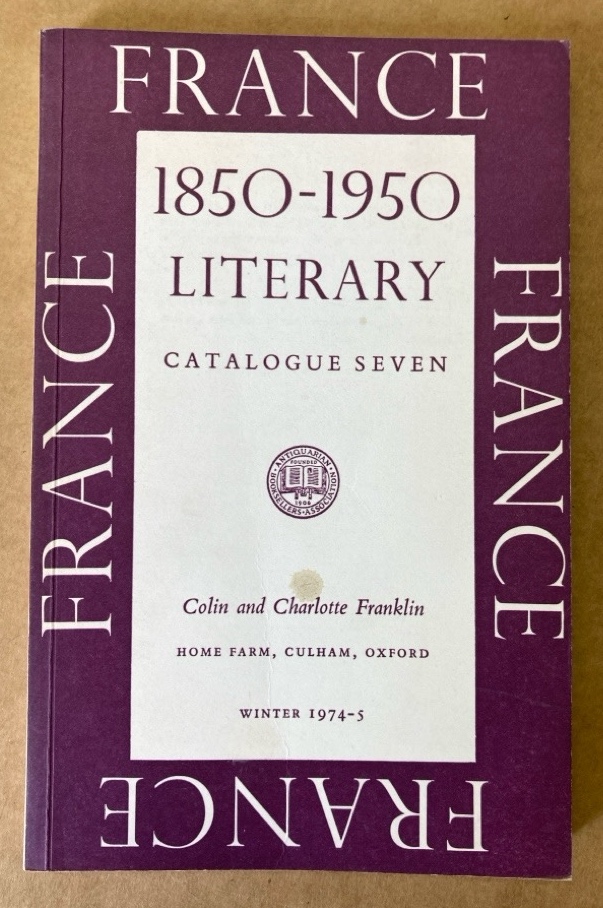 FRANCE
1850-1950
LITERARY
CATALOGUE SEVEN
FRANCE
FRANCE
·ANTIQUARIAN·
BOOKSELLERS·ASSOCIATION
FOUNDED
1906
Colin and Charlotte Franklin
HOME FARM, CULHAM, OXFORD
WINTER 1974-5
FRANCE